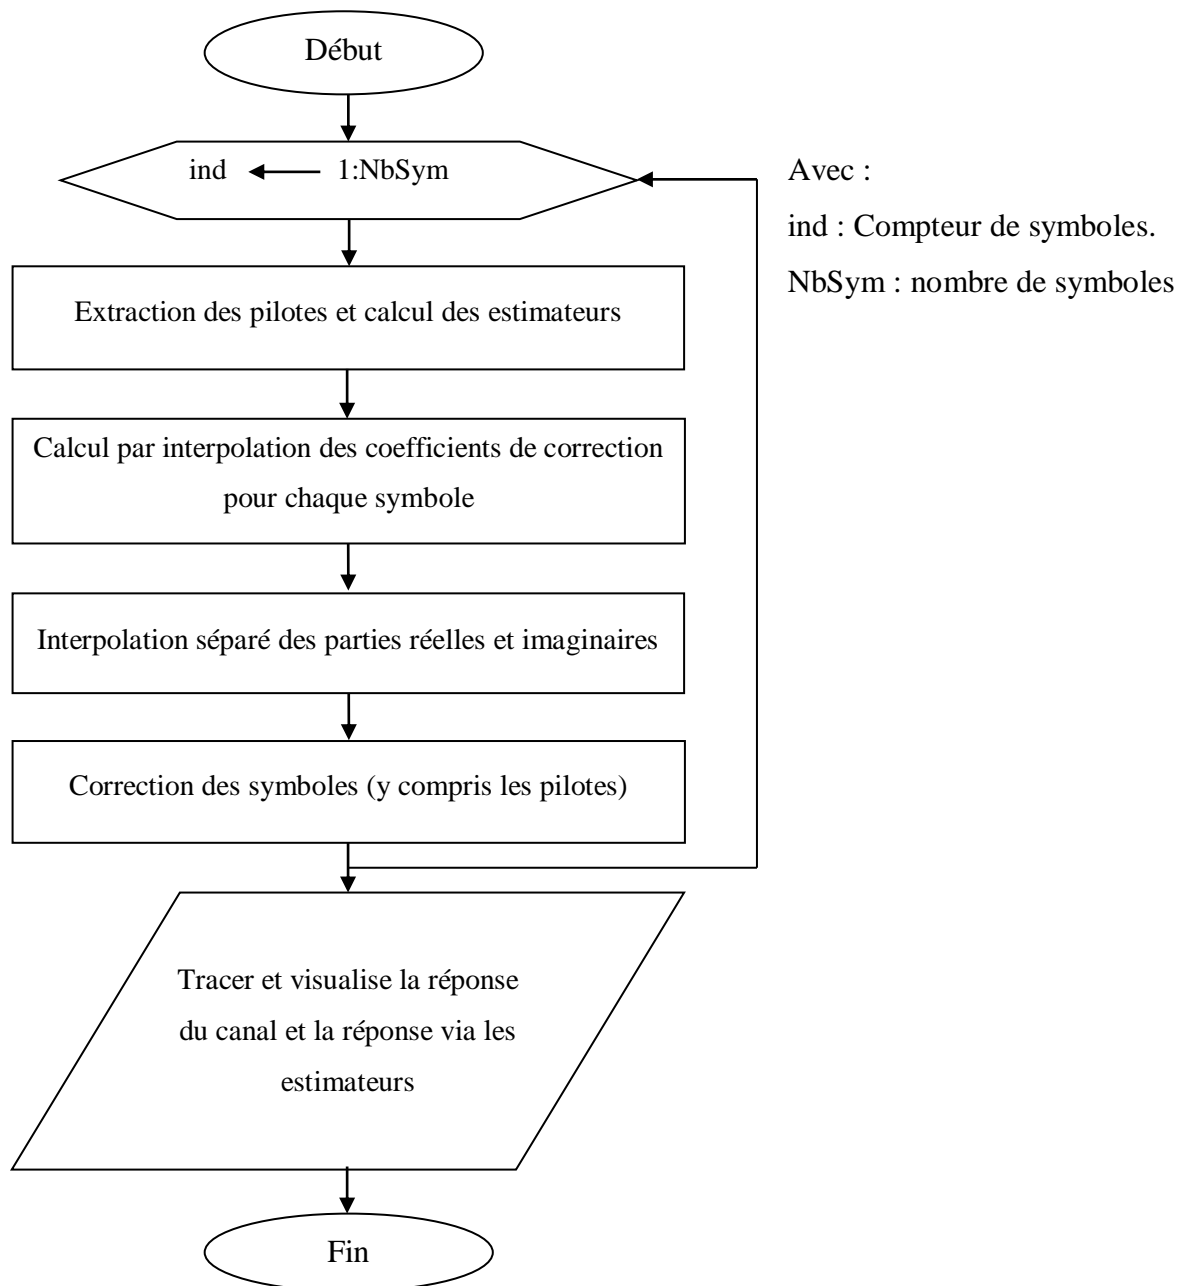 Début
ind 1:NbSym
Avec :
ind : Compteur de symboles.
NbSym : nombre de symboles
Extraction des pilotes et calcul des estimateurs
Calcul par interpolation des coefficients de correction
pour chaque symbole
Interpolation séparé des parties réelles et imaginaires
Correction des symboles (y compris les pilotes)
Tracer et visualise la réponse
du canal et la réponse via les
estimateurs
Fin